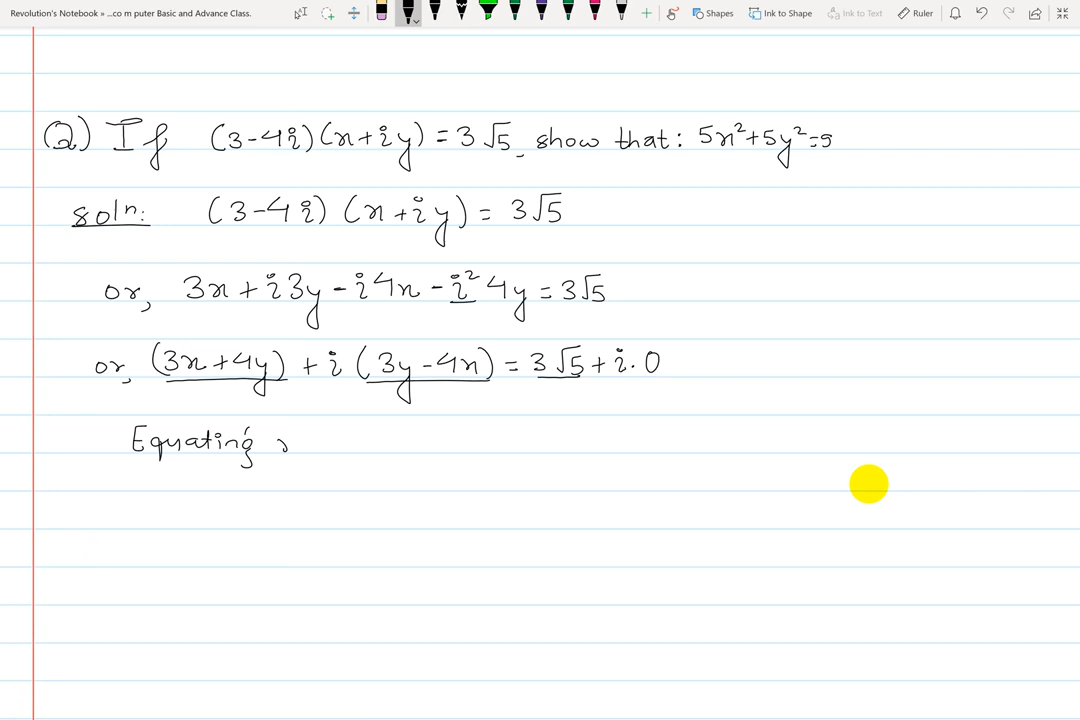 Revolution's Notebook » ...co m puter Basic and Advance Class. Shapes Ink to Shape Ink to Text Ruler
Q) If (3-4i)(x+iy) = 3√5, show that: 5x²+5y²=9
soln: (3-4i) (x+iy) = 3√5
or, 3x + i3y - i4x - i²4y = 3√5
or, (3x+4y) + i (3y-4x) = 3√5 + i.0
Equating